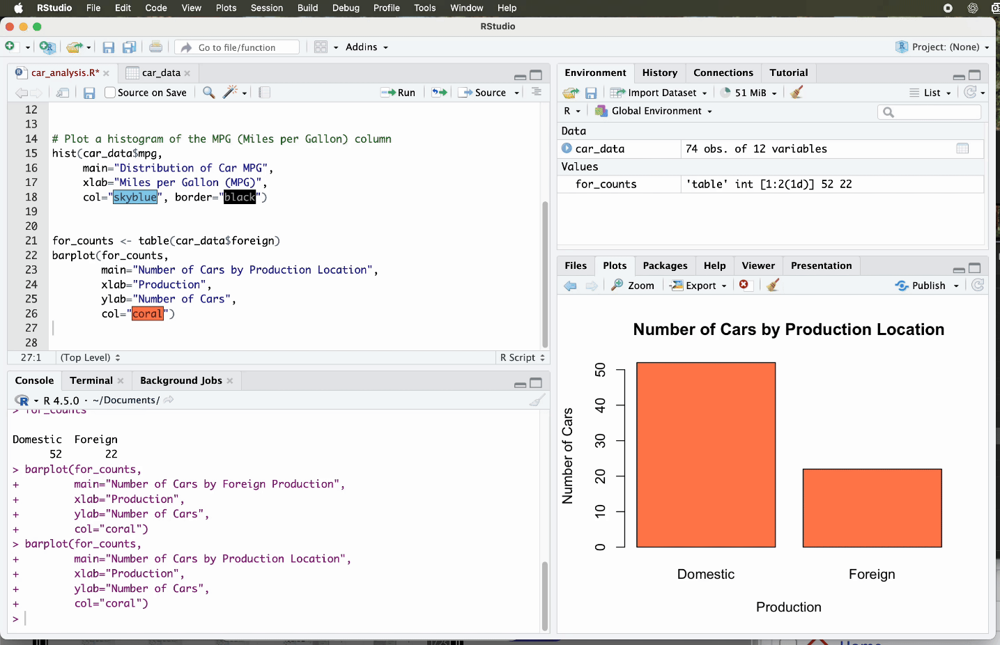 RStudio File Edit Code View Plots Session Build Debug Profile Tools Window Help
RStudio
Go to file/function Addins Project: (None)
car_analysis.R* car_data
Source on Save Run Source
12
13
14 # Plot a histogram of the MPG (Miles per Gallon) column
15 hist(car_data$mpg,
16 main="Distribution of Car MPG",
17 xlab="Miles per Gallon (MPG)",
18 col="skyblue", border="black")
19
20
21 for_counts <- table(car_data$foreign)
22 barplot(for_counts,
23 main="Number of Cars by Production Location",
24 xlab="Production",
25 ylab="Number of Cars",
26 col="coral")
27
28
27:1 (Top Level) R Script
Console Terminal Background Jobs
R 4.5.0 · ~/Documents/
> for_counts
Domestic Foreign
52 22
> barplot(for_counts,
+ main="Number of Cars by Foreign Production",
+ xlab="Production",
+ ylab="Number of Cars",
+ col="coral")
> barplot(for_counts,
+ main="Number of Cars by Production Location",
+ xlab="Production",
+ ylab="Number of Cars",
+ col="coral")
>
Environment History Connections Tutorial
Import Dataset 51 MiB List
R Global Environment
Data
car_data 74 obs. of 12 variables
Values
for_counts 'table' int [1:2(1d)] 52 22
Files Plots Packages Help Viewer Presentation
Zoom Export Publish
Number of Cars by Production Location
Number of Cars
50
40
30
20
10
0
Domestic Foreign
Production